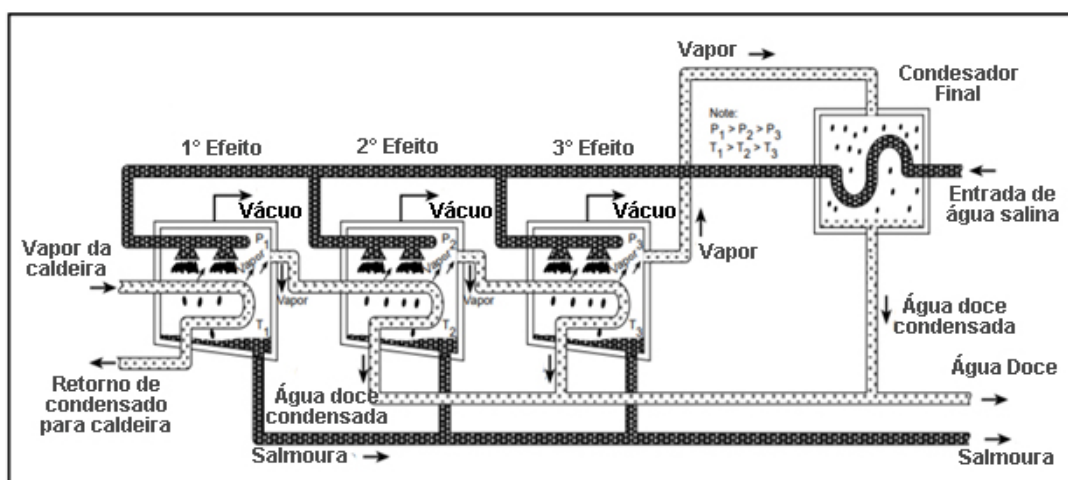 Vapor
Condesador
Final
Note:
P1 > P2 > P3
T1 > T2 > T3
1° Efeito
2° Efeito
3° Efeito
Entrada de
água salina
Vácuo
Vácuo
Vácuo
Vapor da
caldeira
P1
Vapor
Vapor
T1
P2
Vapor
Vapor
T2
P3
Vapor
T3
Vapor
Água doce
condensada
Retorno de
condensado
para caldeira
Água doce
condensada
Água Doce
Salmoura
Salmoura